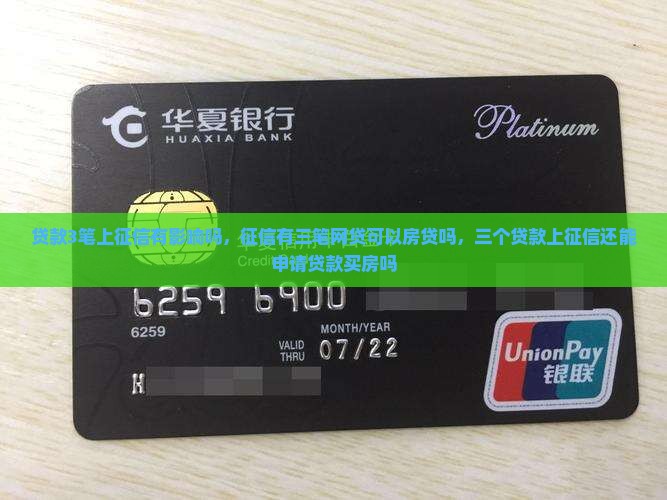 华夏银行
HUAXIA BANK
Platinum
贷款3笔上征信有影响吗，征信有三笔网贷可以房贷吗，三个贷款上征信还能
申请贷款买房吗
Credit
6259 6900
6259
MONTH/YEAR
VALID
THRU
07/22
H
UnionPay
银联